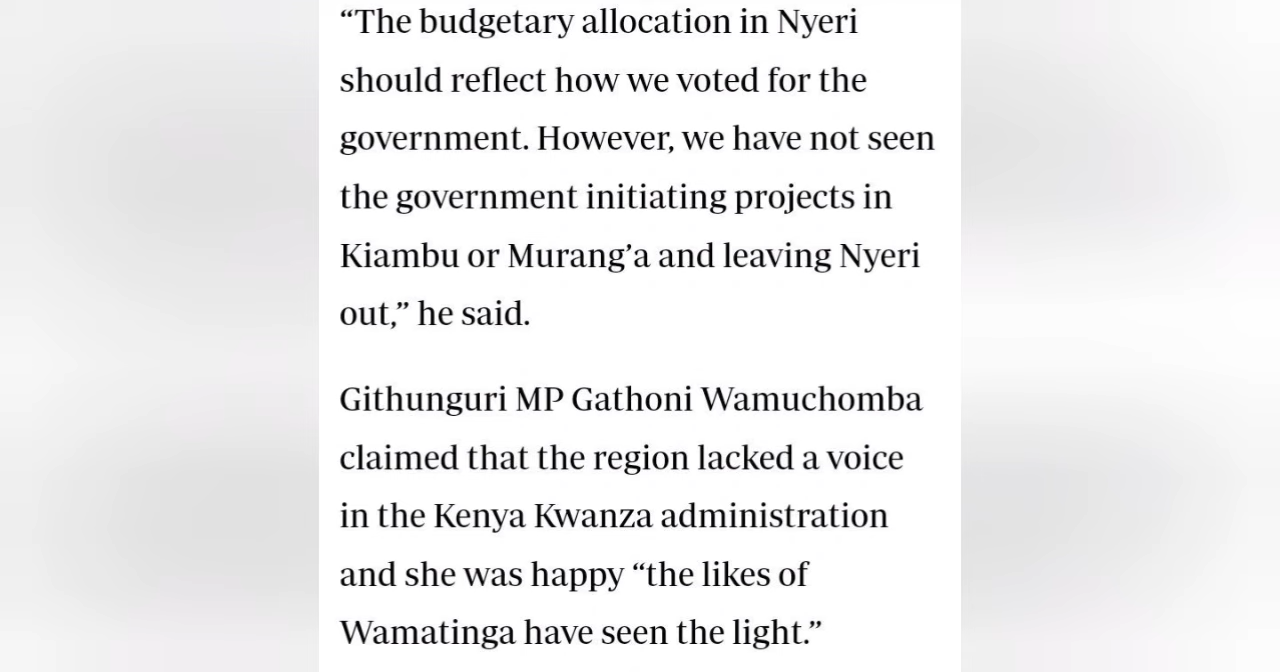 “The budgetary allocation in Nyeri
should reflect how we voted for the
government. However, we have not seen
the government initiating projects in
Kiambu or Murang’a and leaving Nyeri
out,” he said.
Githunguri MP Gathoni Wamuchomba
claimed that the region lacked a voice
in the Kenya Kwanza administration
and she was happy “the likes of
Wamatinga have seen the light.”